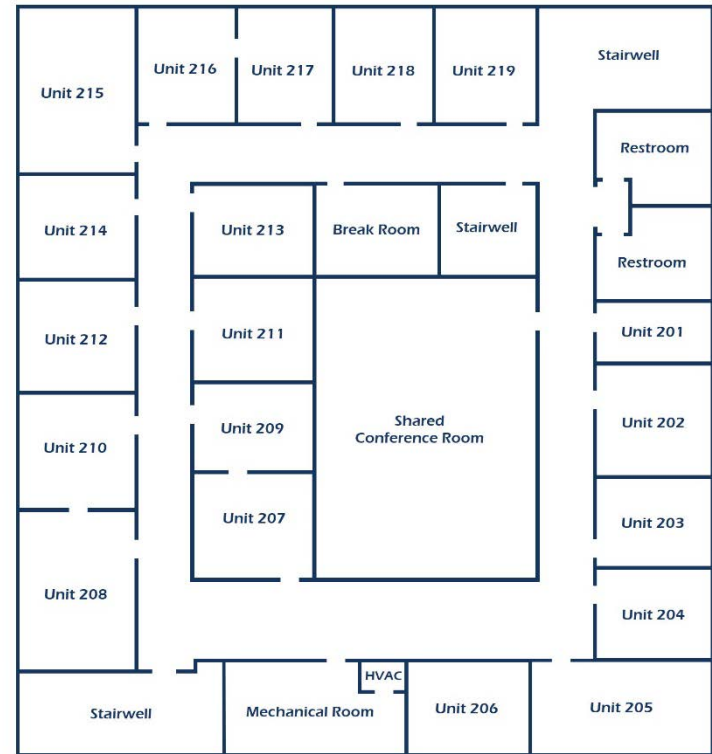 Unit 215
Unit 216
Unit 217
Unit 218
Unit 219
Stairwell
Restroom
Unit 214
Unit 213
Break Room
Stairwell
Restroom
Unit 212
Unit 211
Unit 201
Shared
Conference Room
Unit 202
Unit 210
Unit 209
Unit 207
Unit 203
Unit 208
Unit 204
HVAC
Stairwell
Mechanical Room
Unit 206
Unit 205